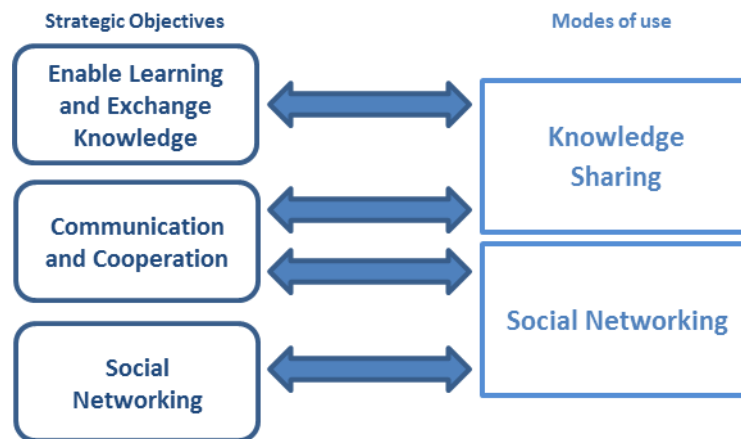 Strategic Objectives
Modes of use
Enable Learning
and Exchange
Knowledge
Knowledge
Sharing
Communication
and Cooperation
Social Networking
Social
Networking